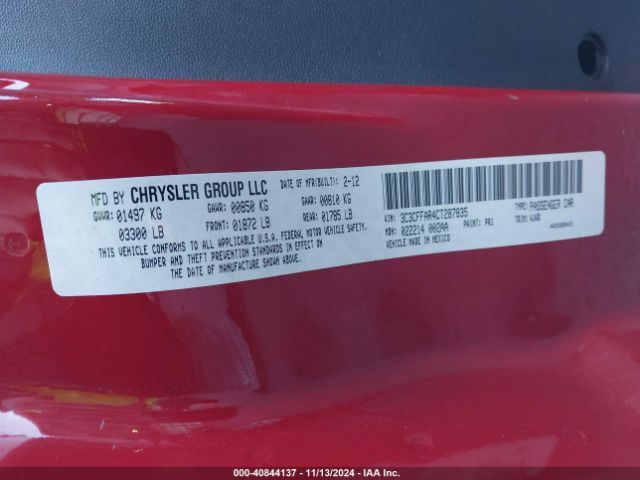 MFD BY CHRYSLER GROUP LLC DATE OF MFR(BUILT): 2-12
GVWR: 01497 KG GAWR: 00850 KG GAWR: 00810 KG
03300 LB FRONT: 01872 LB REAR: 01785 LB
THIS VEHICLE CONFORMS TO ALL APPLICABLE U.S.A. FEDERAL MOTOR VEHICLE SAFETY,
BUMPER AND THEFT PREVENTION STANDARDS IN EFFECT ON
THE DATE OF MANUFACTURE SHOWN ABOVE.
VIN: 3C3CFFAR4CT287835 TYPE: PASSENGER CAR
MDH: 022214 002AA PAINT: PR1 TRIM:
VEHICLE MADE IN MEXICO
000-40844137 - 11/13/2024 - IAA Inc.